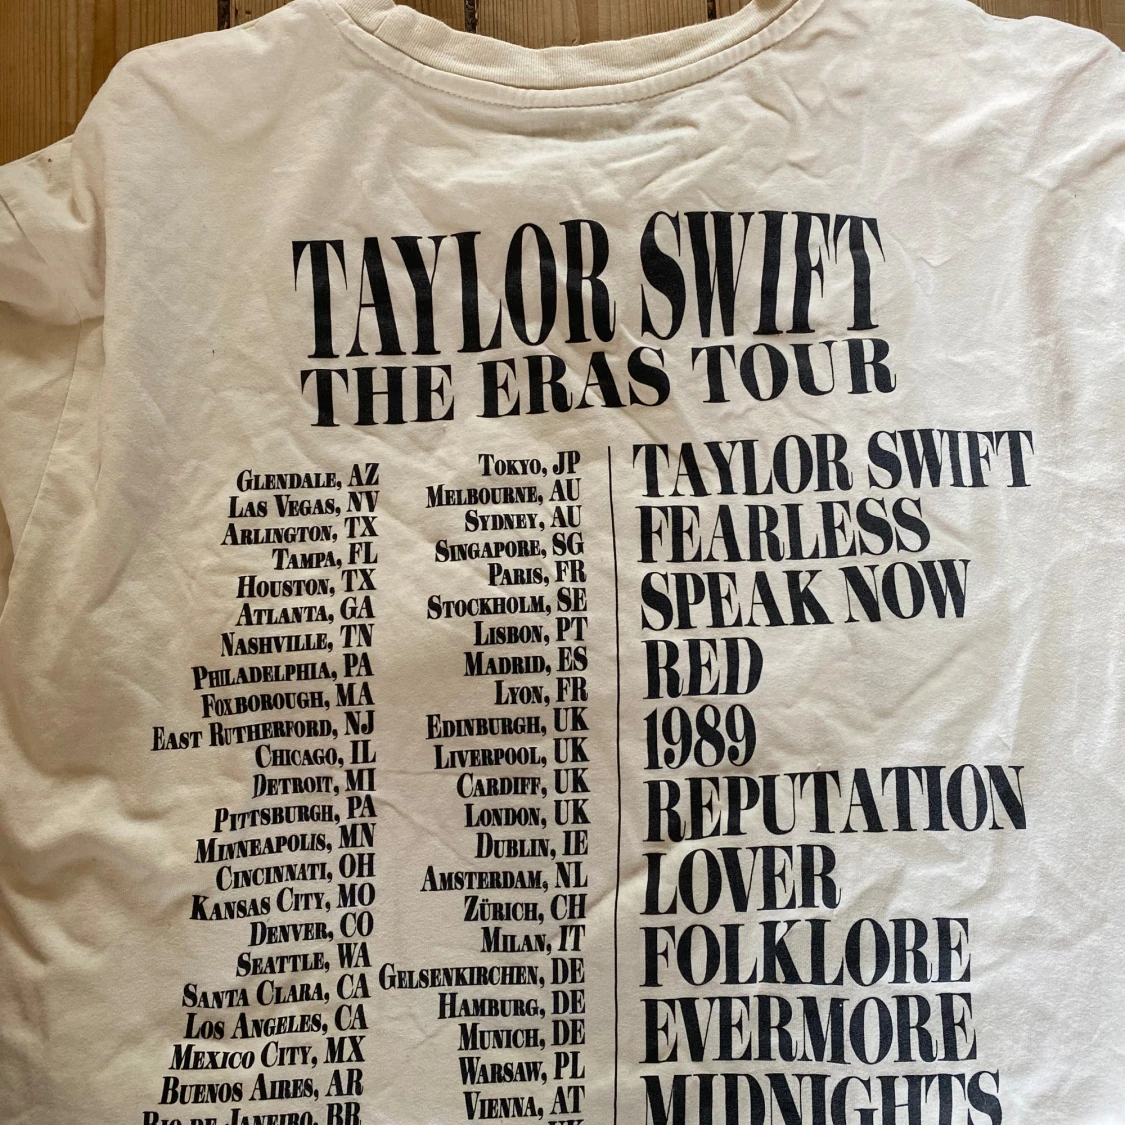 TAYLOR SWIFT
THE ERAS TOUR
GLENDALE, AZ
LAS VEGAS, NV
ARLINGTON, TX
TAMPA, FL
HOUSTON, TX
ATLANTA, GA
NASHVILLE, TN
PHILADELPHIA, PA
FOXBOROUGH, MA
EAST RUTHERFORD, NJ
CHICAGO, IL
DETROIT, MI
PITTSBURGH, PA
MINNEAPOLIS, MN
CINCINNATI, OH
KANSAS CITY, MO
DENVER, CO
SEATTLE, WA
SANTA CLARA, CA
LOS ANGELES, CA
MEXICO CITY, MX
BUENOS AIRES, AR
RIO DE JANEIRO, BR
TOKYO, JP
MELBOURNE, AU
SYDNEY, AU
SINGAPORE, SG
PARIS, FR
STOCKHOLM, SE
LISBON, PT
MADRID, ES
LYON, FR
EDINBURGH, UK
LIVERPOOL, UK
CARDIFF, UK
LONDON, UK
DUBLIN, IE
AMSTERDAM, NL
ZÜRICH, CH
MILAN, IT
GELSENKIRCHEN, DE
HAMBURG, DE
MUNICH, DE
WARSAW, PL
VIENNA, AT
TAYLOR SWIFT
FEARLESS
SPEAK NOW
RED
1989
REPUTATION
LOVER
FOLKLORE
EVERMORE
MIDNIGHTS